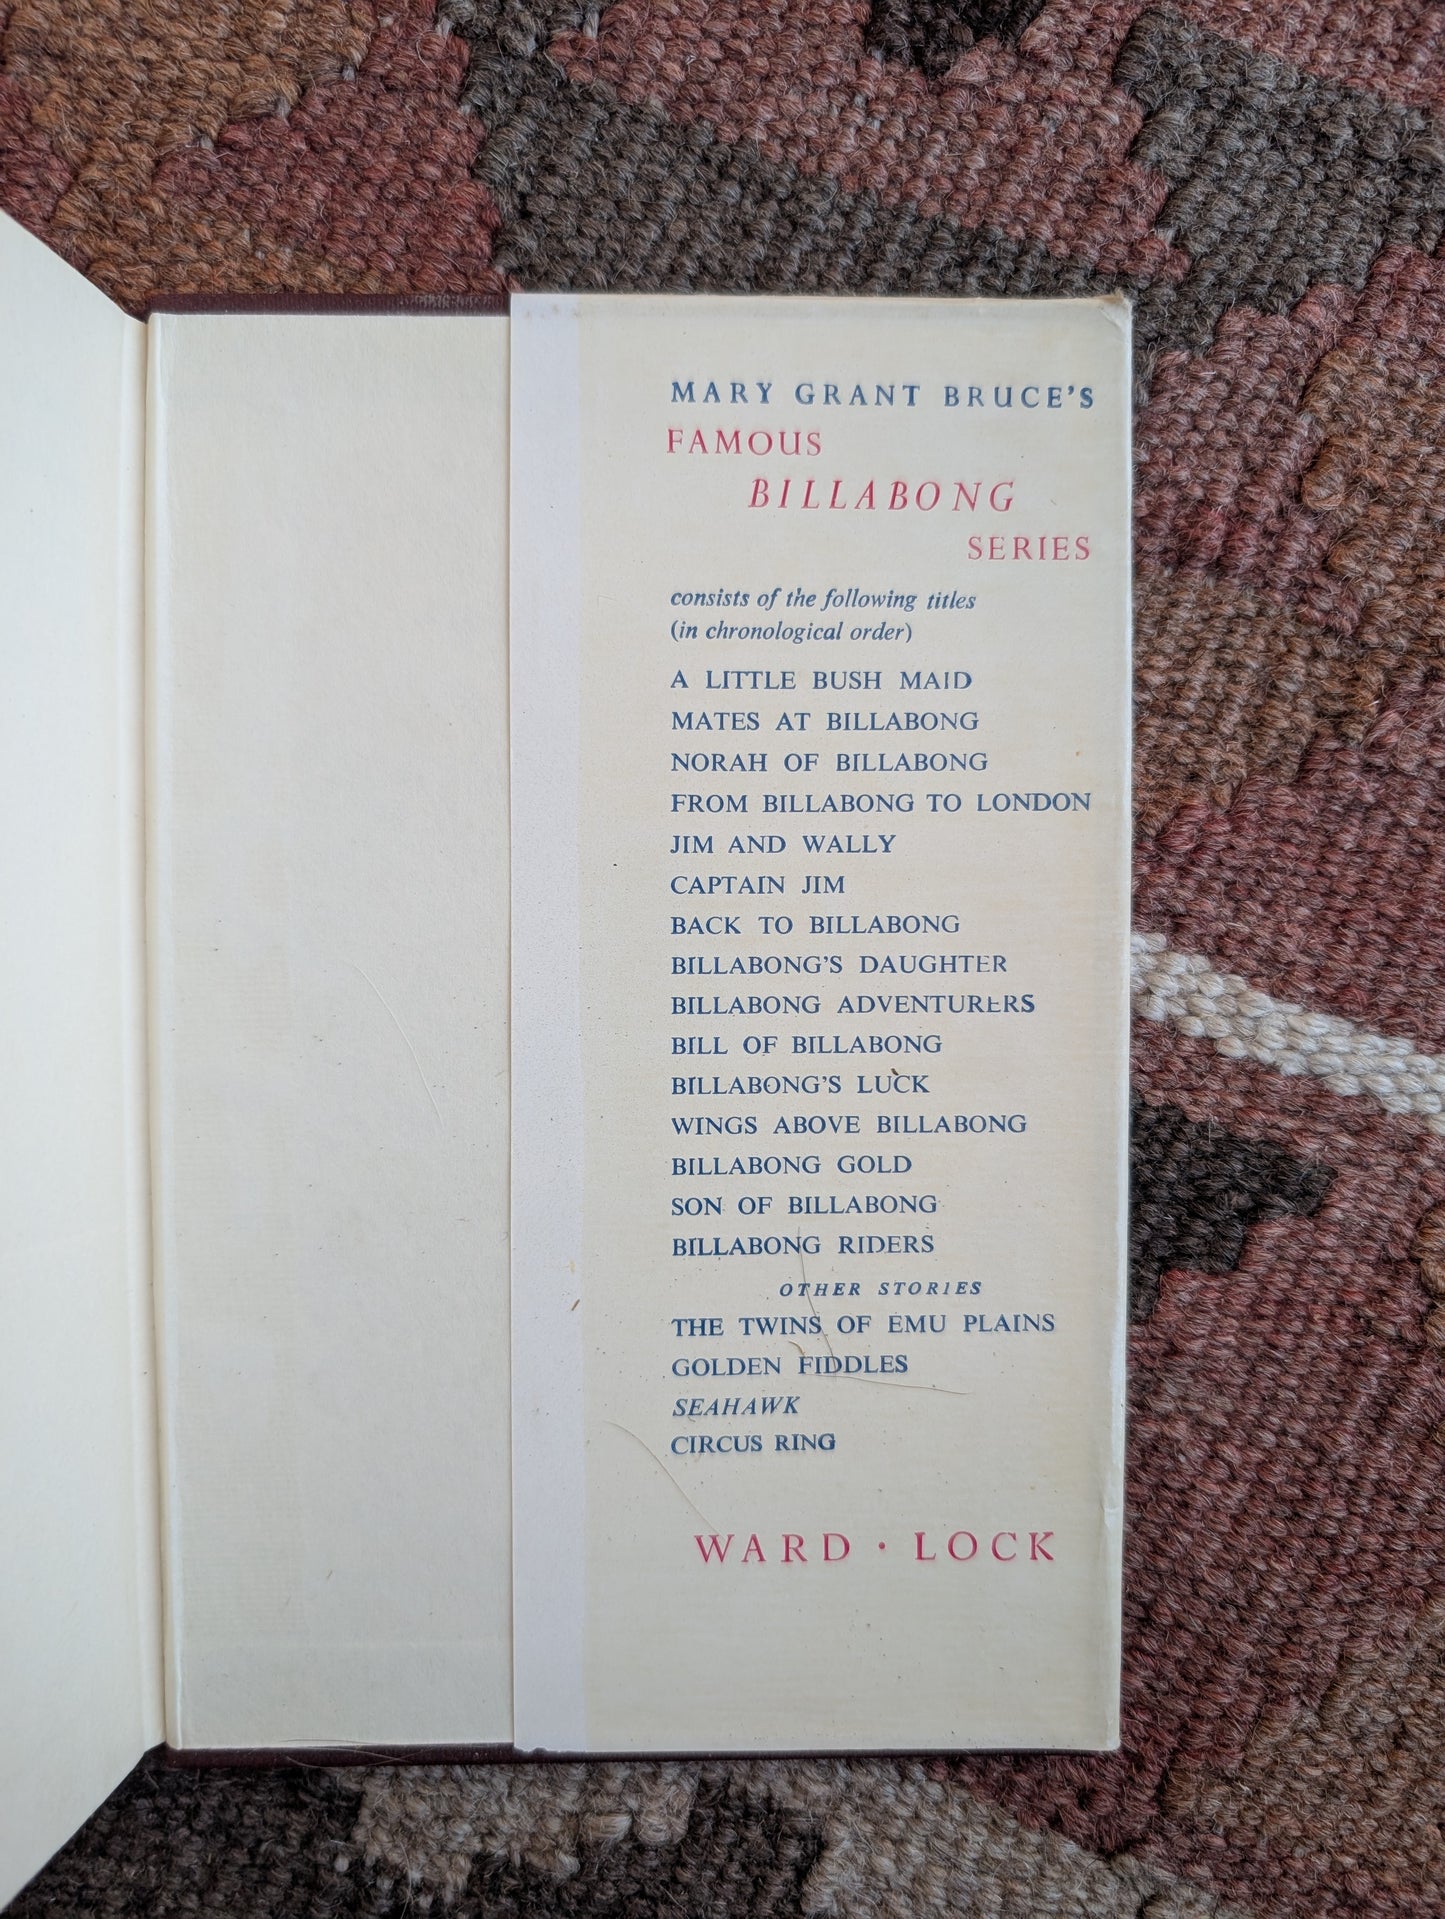 MARY GRANT BRUCE'S
FAMOUS
BILLABONG
SERIES
consists of the following titles
(in chronological order)
A LITTLE BUSH MAID
MATES AT BILLABONG
NORAH OF BILLABONG
FROM BILLABONG TO LONDON
JIM AND WALLY
CAPTAIN JIM
BACK TO BILLABONG
BILLABONG'S DAUGHTER
BILLABONG ADVENTURERS
BILL OF BILLABONG
BILLABONG'S LUCK
WINGS ABOVE BILLABONG
BILLABONG GOLD
SON OF BILLABONG
BILLABONG RIDERS
OTHER STORIES
THE TWINS OF EMU PLAINS
GOLDEN FIDDLES
SEAHAWK
CIRCUS RING
WARD · LOCK